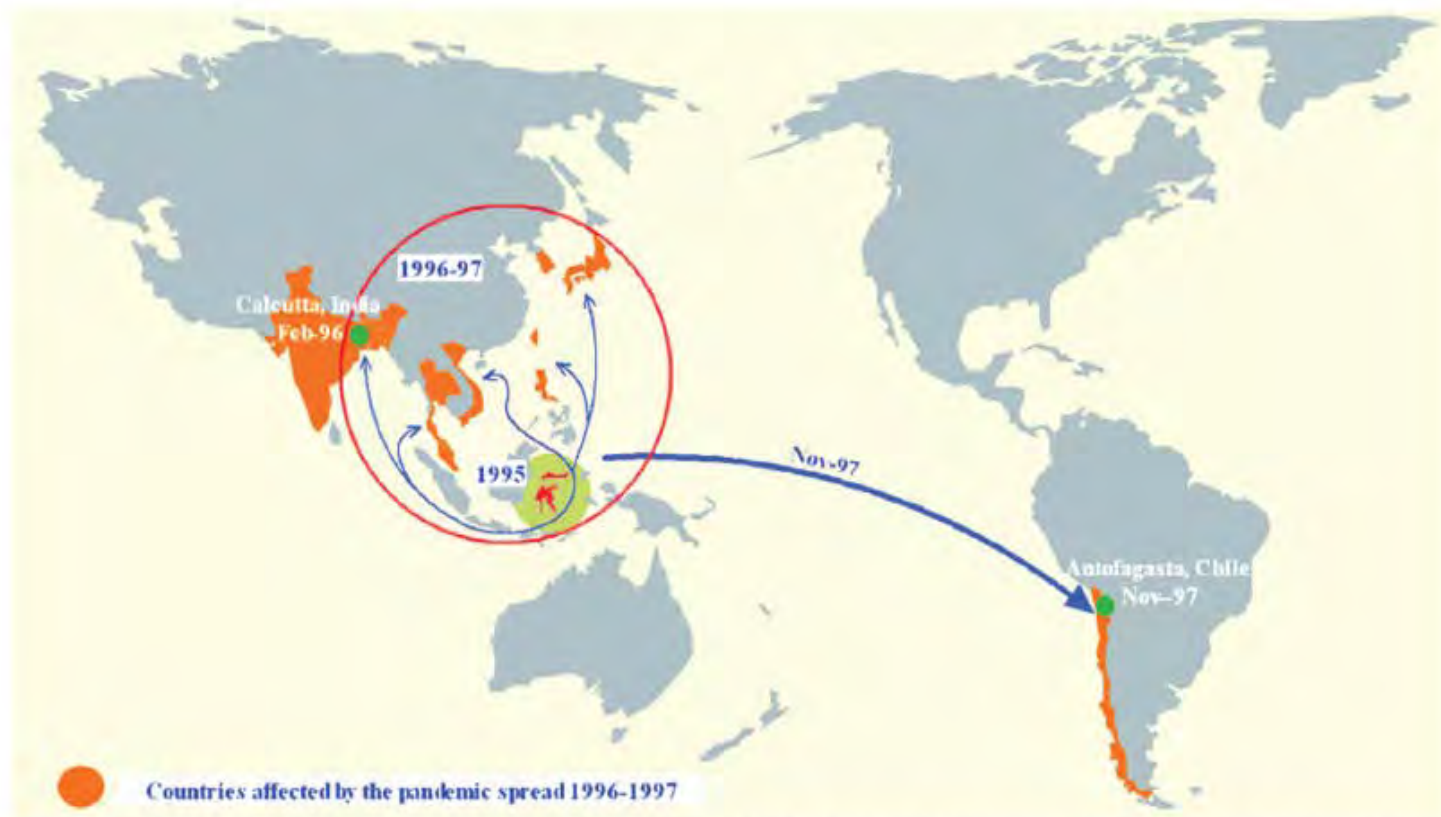 1996-97
Calcutta, India
Feb-96
1995
Nov-97
Antofagasta, Chile
Nov–97
Countries affected by the pandemic spread 1996-1997